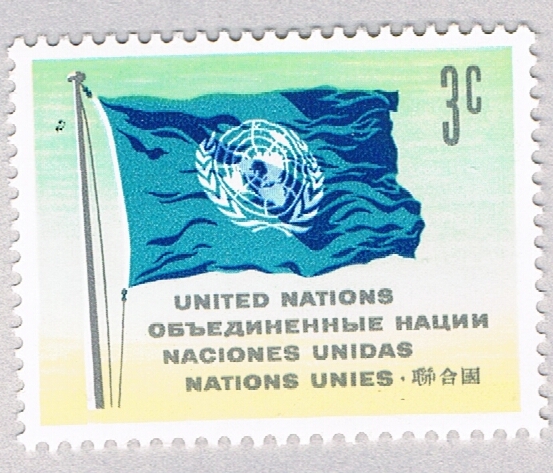 3c
UNITED NATIONS
ОБЪЕДИНЕННЫЕ НАЦИИ
NACIONES UNIDAS
NATIONS UNIES · 聯合國